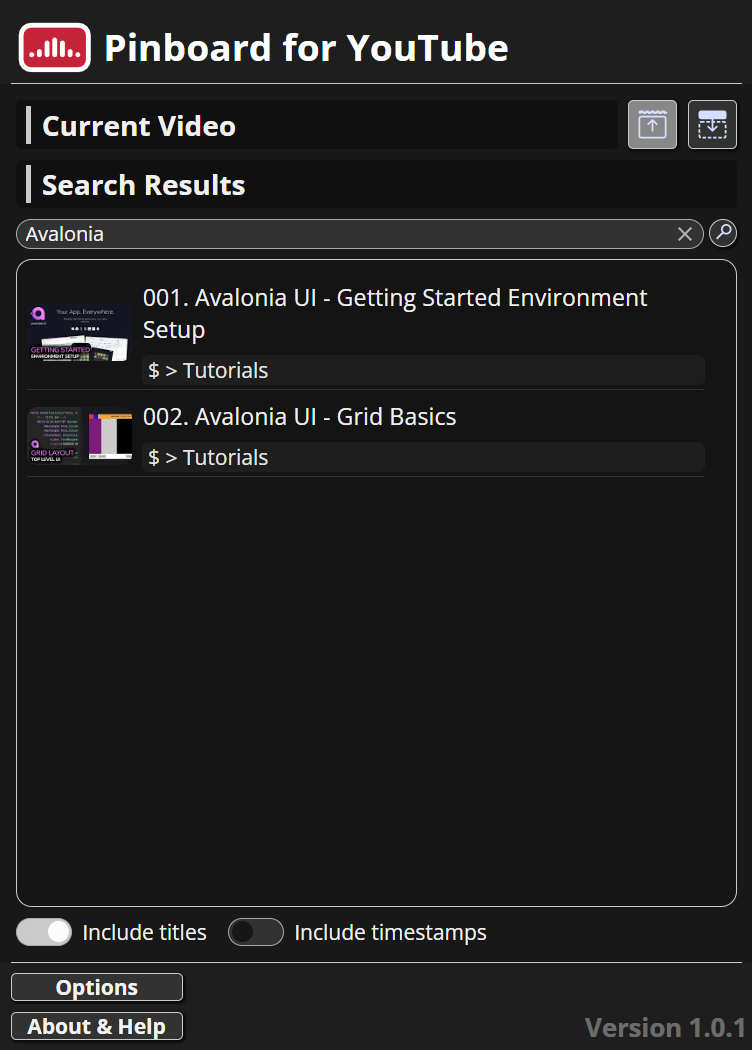 Pinboard for YouTube
Current Video
Search Results
Avalonia
Your App. Everywhere.
GETTING STARTED
ENVIRONMENT SETUP
001. Avalonia UI - Getting Started Environment
Setup
$ > Tutorials
GRID LAYOUT
TOP LEVEL UI
002. Avalonia UI - Grid Basics
$ > Tutorials
Include titles
Include timestamps
Options
About & Help
Version 1.0.1